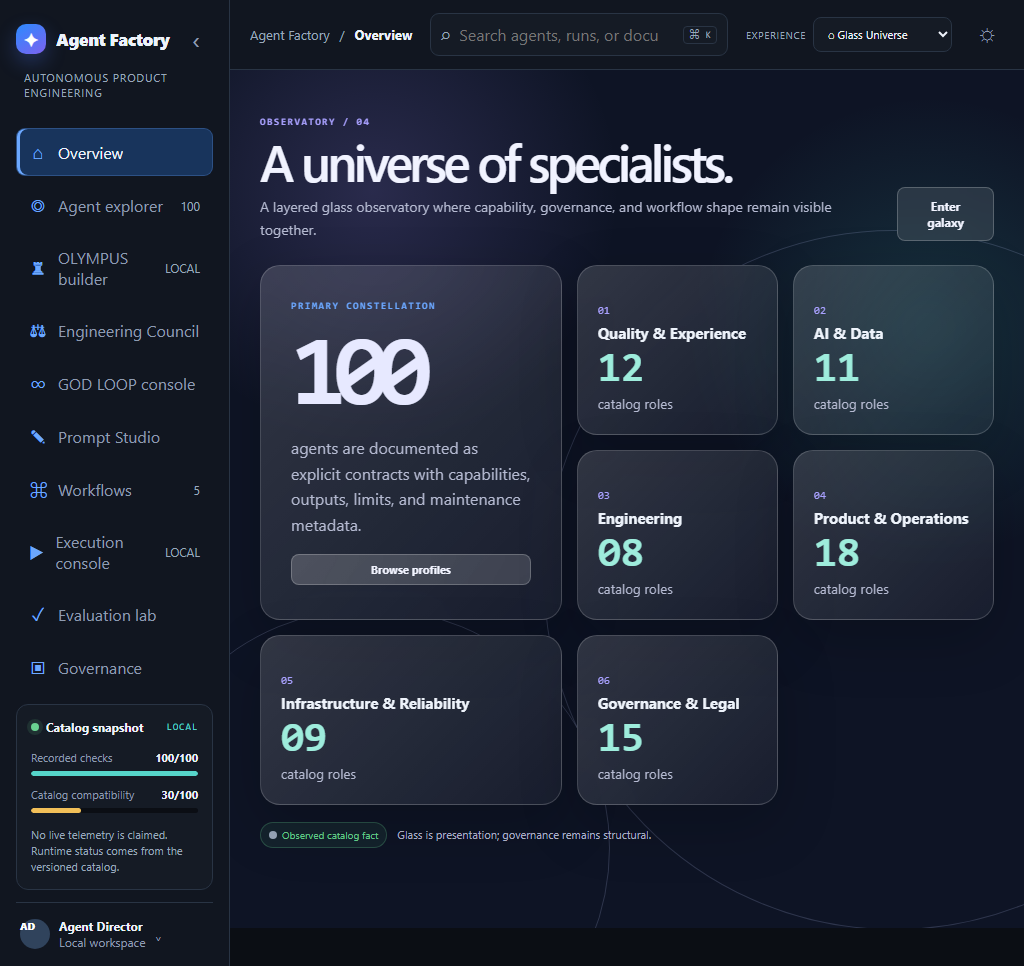 Agent Factory
AUTONOMOUS PRODUCT
ENGINEERING
Overview
Agent explorer 100
OLYMPUS
builder
LOCAL
Engineering Council
GOD LOOP console
Prompt Studio
Workflows 5
Execution
console
LOCAL
Evaluation lab
Governance
Catalog snapshot LOCAL
Recorded checks 100/100
Catalog compatibility 30/100
No live telemetry is claimed.
Runtime status comes from the
versioned catalog.
AD
Agent Director
Local workspace
Agent Factory / Overview
Search agents, runs, or docu
⌘ K
EXPERIENCE
Glass Universe
OBSERVATORY / 04
A universe of specialists.
A layered glass observatory where capability, governance, and workflow shape remain visible
together.
Enter
galaxy
PRIMARY CONSTELLATION
100
agents are documented as
explicit contracts with capabilities,
outputs, limits, and maintenance
metadata.
Browse profiles
01
Quality & Experience
12
catalog roles
02
AI & Data
11
catalog roles
03
Engineering
08
catalog roles
04
Product & Operations
18
catalog roles
05
Infrastructure & Reliability
09
catalog roles
06
Governance & Legal
15
catalog roles
Observed catalog fact
Glass is presentation; governance remains structural.